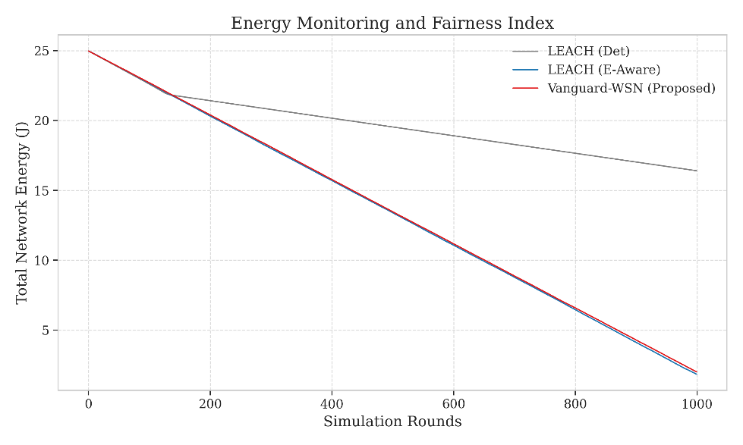 Energy Monitoring and Fairness Index
LEACH (Det)
LEACH (E-Aware)
Vanguard-WSN (Proposed)
Total Network Energy (J)
25
20
15
10
5
0 200 400 600 800 1000
Simulation Rounds